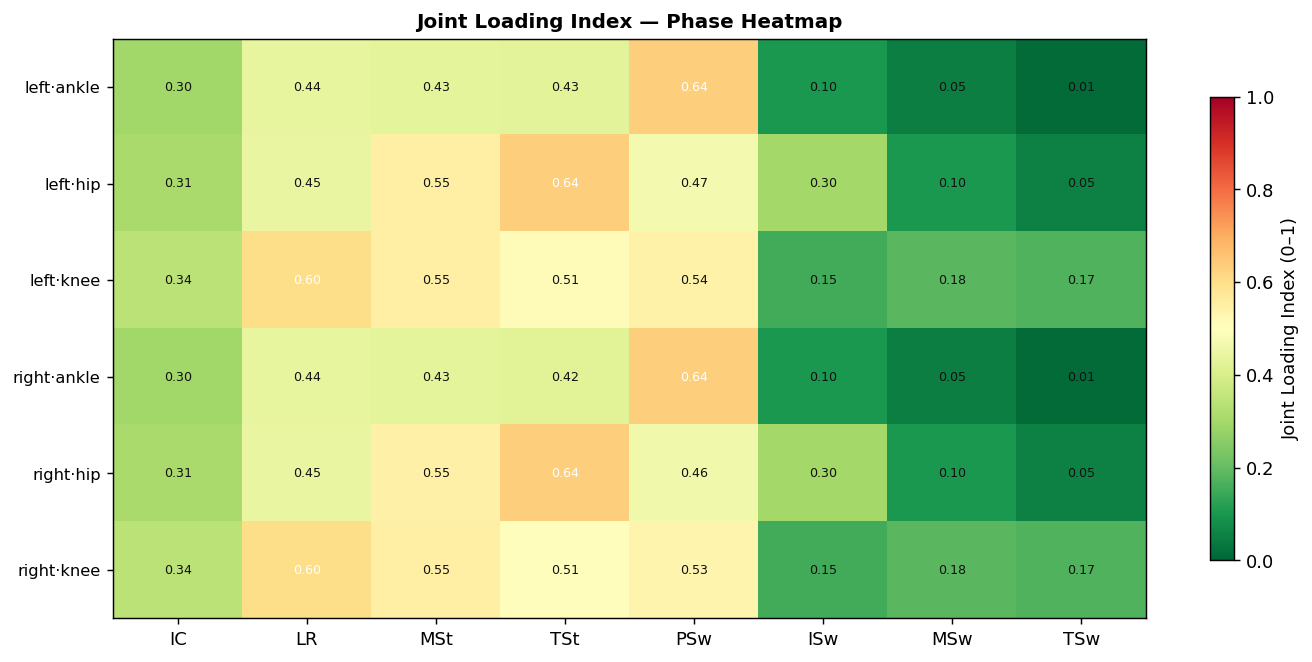 Joint Loading Index — Phase Heatmap
left·ankle 0.30 0.44 0.43 0.43 0.64 0.10 0.05 0.01
left·hip 0.31 0.45 0.55 0.64 0.47 0.30 0.10 0.05
left·knee 0.34 0.60 0.55 0.51 0.54 0.15 0.18 0.17
right·ankle 0.30 0.44 0.43 0.42 0.64 0.10 0.05 0.01
right·hip 0.31 0.45 0.55 0.64 0.46 0.30 0.10 0.05
right·knee 0.34 0.60 0.55 0.51 0.53 0.15 0.18 0.17
IC LR MSt TSt PSw ISw MSw TSw
1.0
0.8
0.6
0.4
0.2
0.0
Joint Loading Index (0–1)